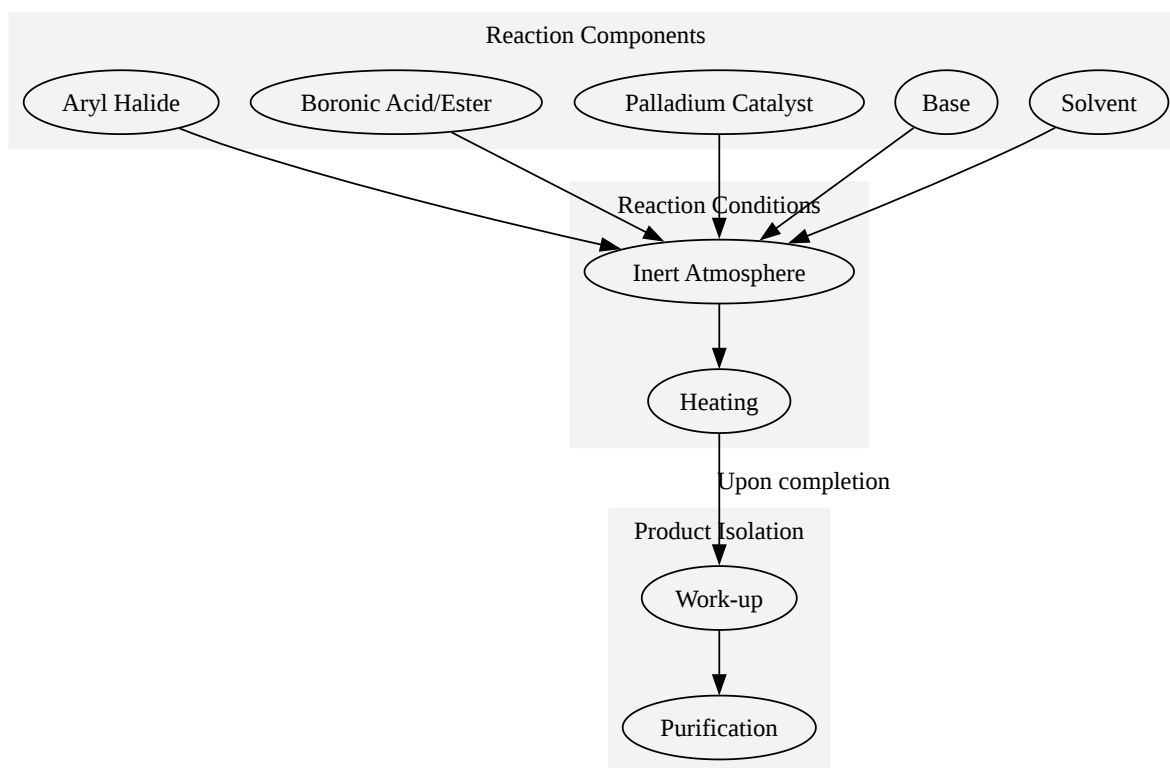 Reaction Components
Aryl Halide
Boronic Acid/Ester
Palladium Catalyst
Base
Solvent
Reaction Conditions
Inert Atmosphere
Heating
Upon completion
Product Isolation
Work-up
Purification